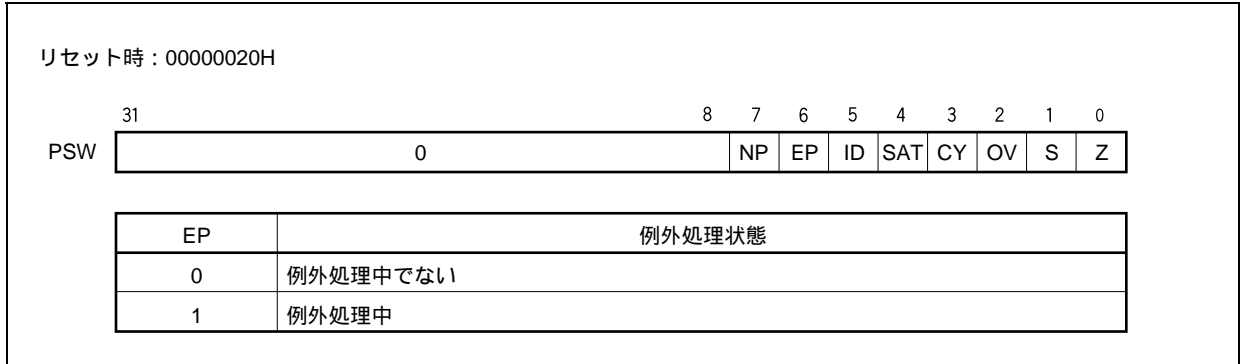 リセット時：00000020H
31 8 7 6 5 4 3 2 1 0
PSW 0 NP EP ID SAT CY OV S Z
EP 例外処理状態
0 例外処理中でない
1 例外処理中